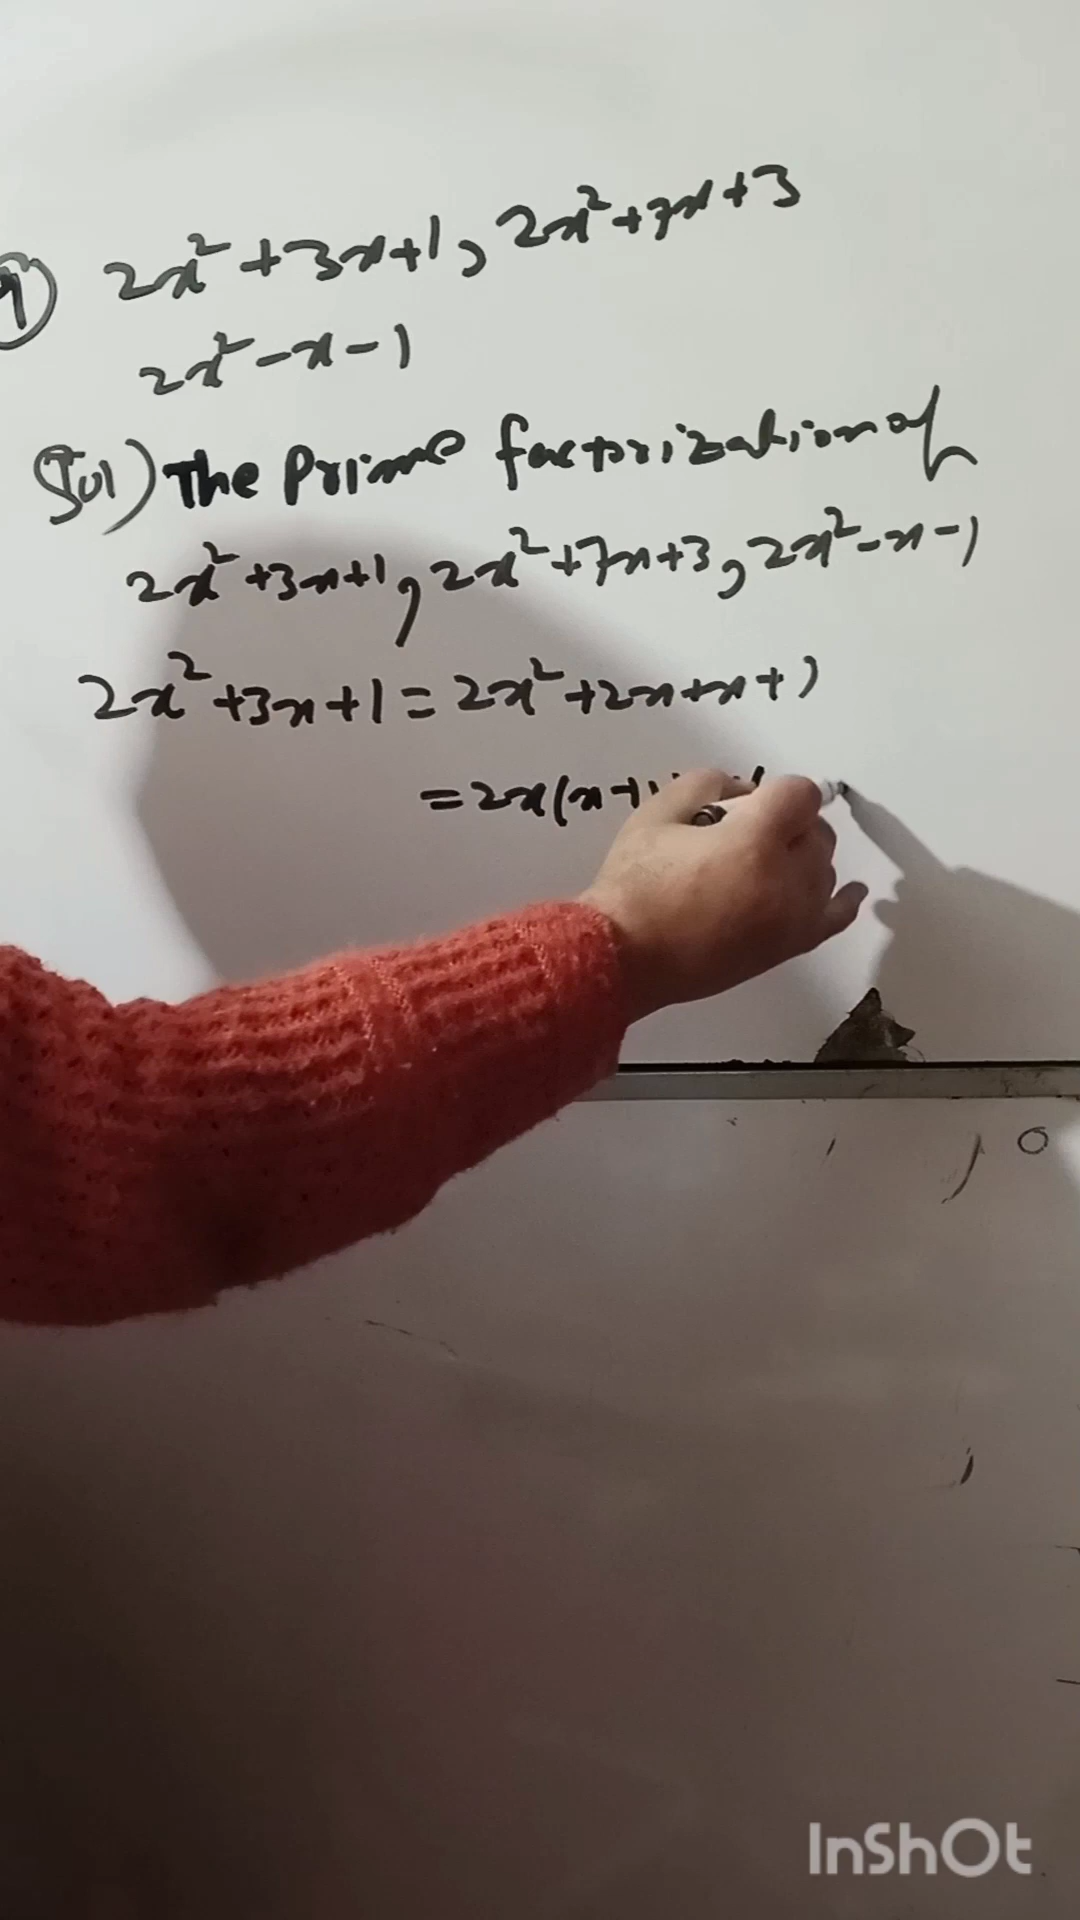 9) 2x²+3x+1, 2x²+7x+3
2x²-x-1
Sol) The Prime factorization of
2x²+3x+1, 2x²+7x+3, 2x²-x-1
2x²+3x+1 = 2x²+2x+x+1
=2x(x+1
InShOt